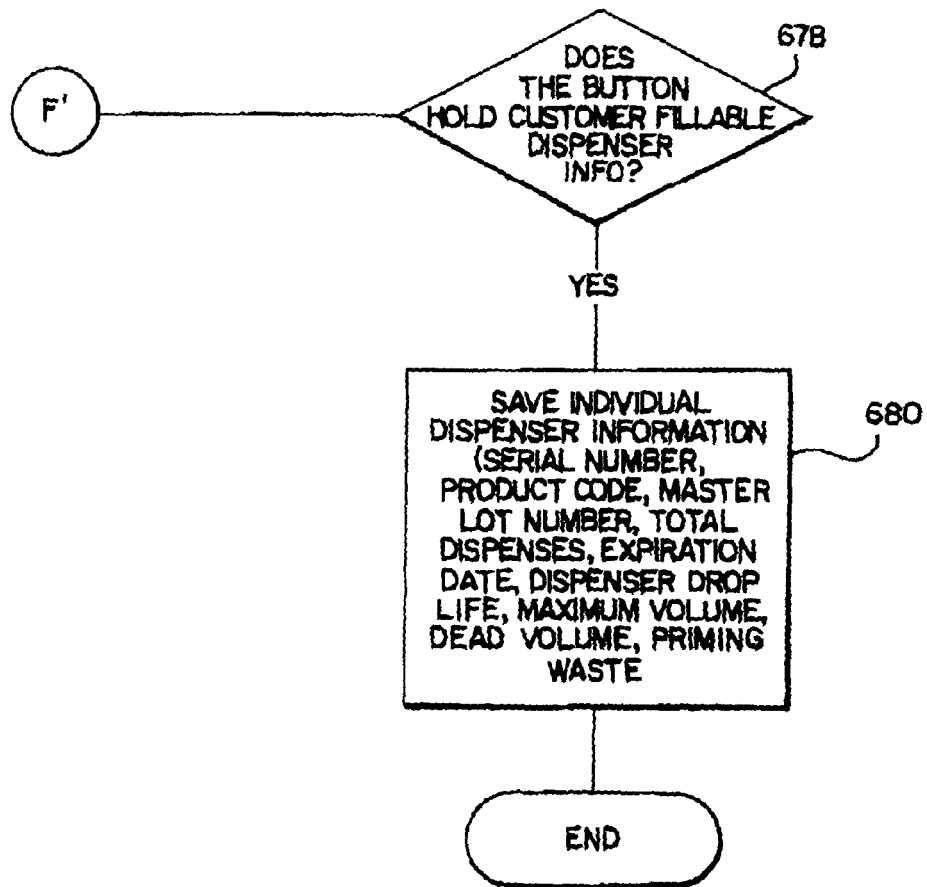 678
DOES
THE BUTTON
HOLD CUSTOMER FILLABLE
DISPENSER
INFO?
F'
YES
SAVE INDIVIDUAL
DISPENSER INFORMATION
(SERIAL NUMBER,
PRODUCT CODE, MASTER
LOT NUMBER, TOTAL
DISPENSES, EXPIRATION
DATE, DISPENSER DROP
LIFE, MAXIMUM VOLUME,
DEAD VOLUME, PRIMING
WASTE
680
END